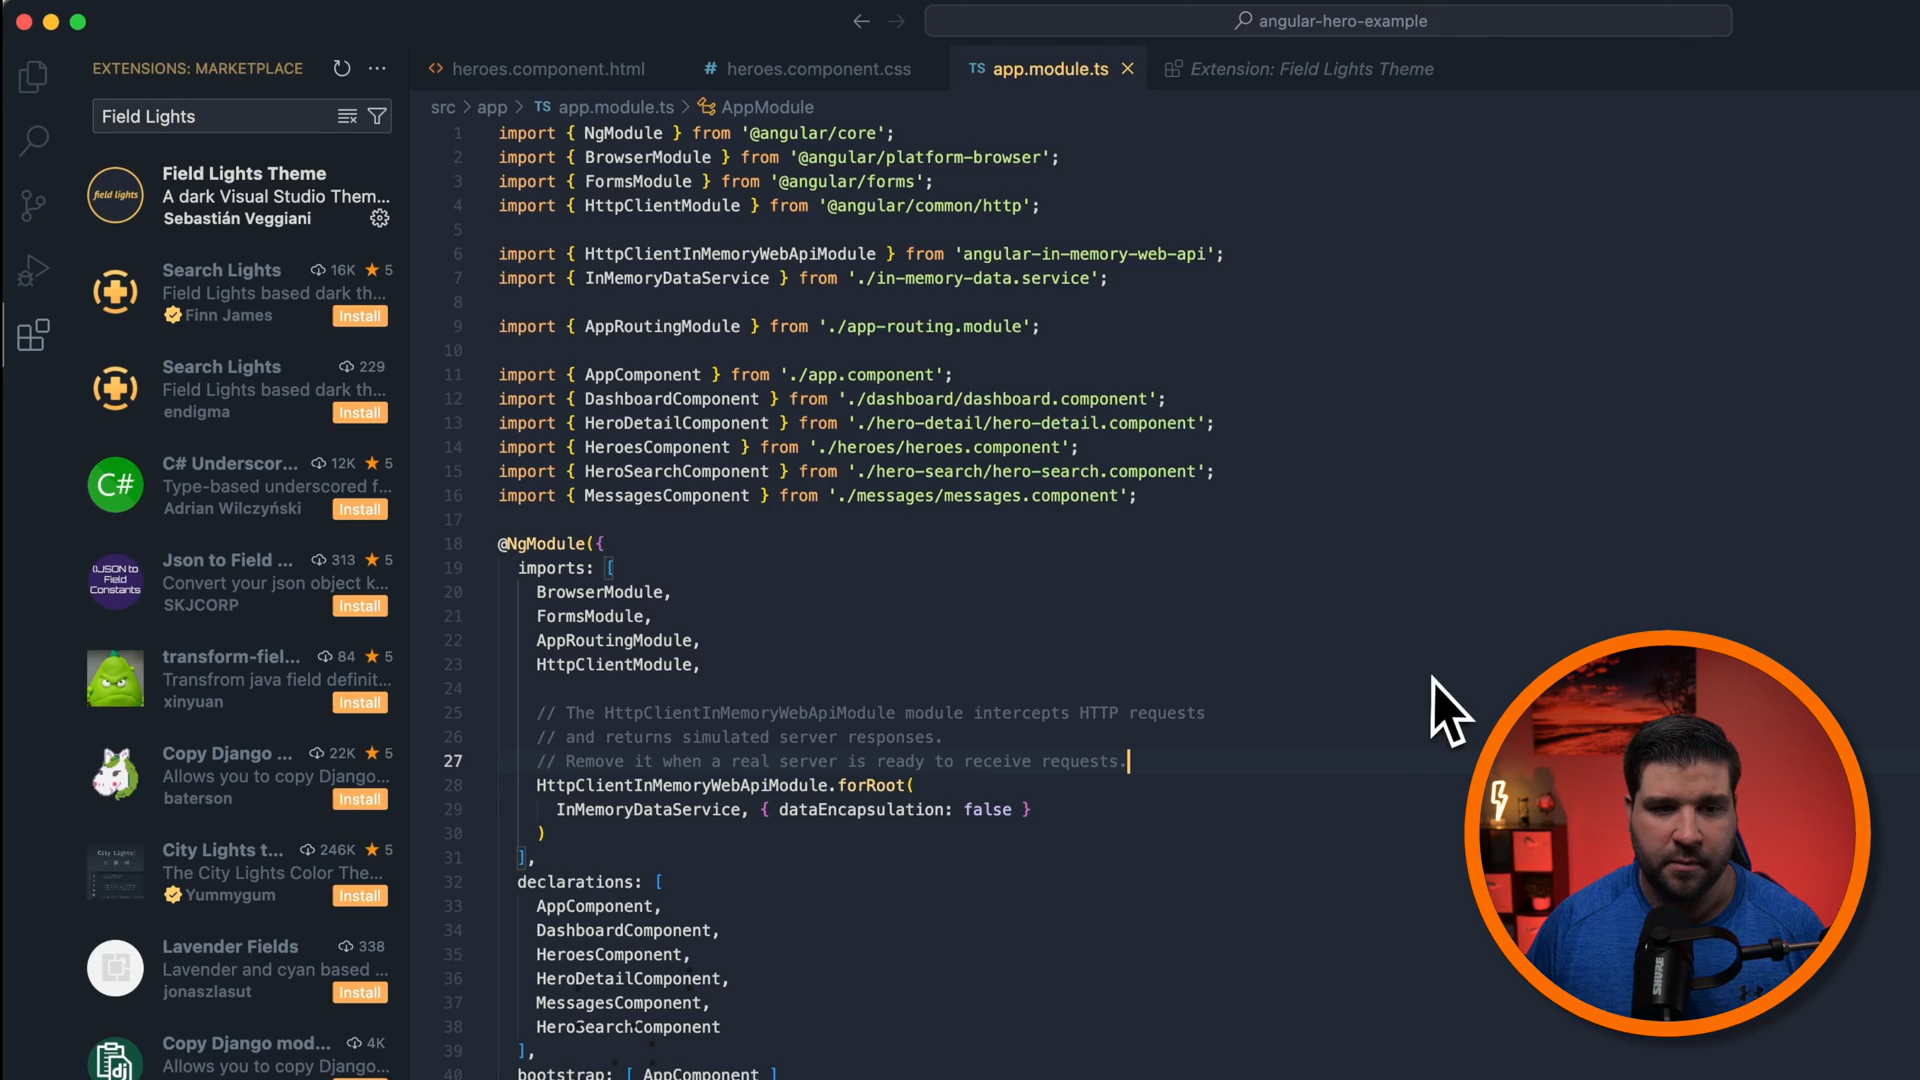 angular-hero-example
EXTENSIONS: MARKETPLACE
Field Lights
field lights
Field Lights Theme
A dark Visual Studio Them...
Sebastián Veggiani
Search Lights 16K 5
Field Lights based dark th...
Finn James Install
Search Lights 229
Field Lights based dark th...
endigma Install
C#
C# Underscor... 12K 5
Type-based underscored f...
Adrian Wilczyński Install
JSON to
Field
Constants
Json to Field ... 313 5
Convert your json object k...
SKJCORP Install
transform-fiel... 84 5
Transfrom java field definit...
xinyuan Install
Copy Django ... 22K 5
Allows you to copy Django...
baterson Install
City Lights
City Lights t... 246K 5
The City Lights Color The...
Yummygum Install
Lavender Fields 338
Lavender and cyan based ...
jonaszlasut Install
dj
Copy Django mod... 4K
Allows you to copy Django...
heroes.component.html
# heroes.component.css
TS app.module.ts
Extension: Field Lights Theme
src > app > TS app.module.ts > AppModule
1 import { NgModule } from '@angular/core';
2 import { BrowserModule } from '@angular/platform-browser';
3 import { FormsModule } from '@angular/forms';
4 import { HttpClientModule } from '@angular/common/http';
5
6 import { HttpClientInMemoryWebApiModule } from 'angular-in-memory-web-api';
7 import { InMemoryDataService } from './in-memory-data.service';
8
9 import { AppRoutingModule } from './app-routing.module';
10
11 import { AppComponent } from './app.component';
12 import { DashboardComponent } from './dashboard/dashboard.component';
13 import { HeroDetailComponent } from './hero-detail/hero-detail.component';
14 import { HeroesComponent } from './heroes/heroes.component';
15 import { HeroSearchComponent } from './hero-search/hero-search.component';
16 import { MessagesComponent } from './messages/messages.component';
17
18 @NgModule({
19 imports: [
20 BrowserModule,
21 FormsModule,
22 AppRoutingModule,
23 HttpClientModule,
24
25 // The HttpClientInMemoryWebApiModule module intercepts HTTP requests
26 // and returns simulated server responses.
27 // Remove it when a real server is ready to receive requests.
28 HttpClientInMemoryWebApiModule.forRoot(
29 InMemoryDataService, { dataEncapsulation: false }
30 )
31 ],
32 declarations: [
33 AppComponent,
34 DashboardComponent,
35 HeroesComponent,
36 HeroDetailComponent,
37 MessagesComponent,
38 HeroSearchComponent
39 ],
40 bootstrap: [ AppComponent ]
SHURE